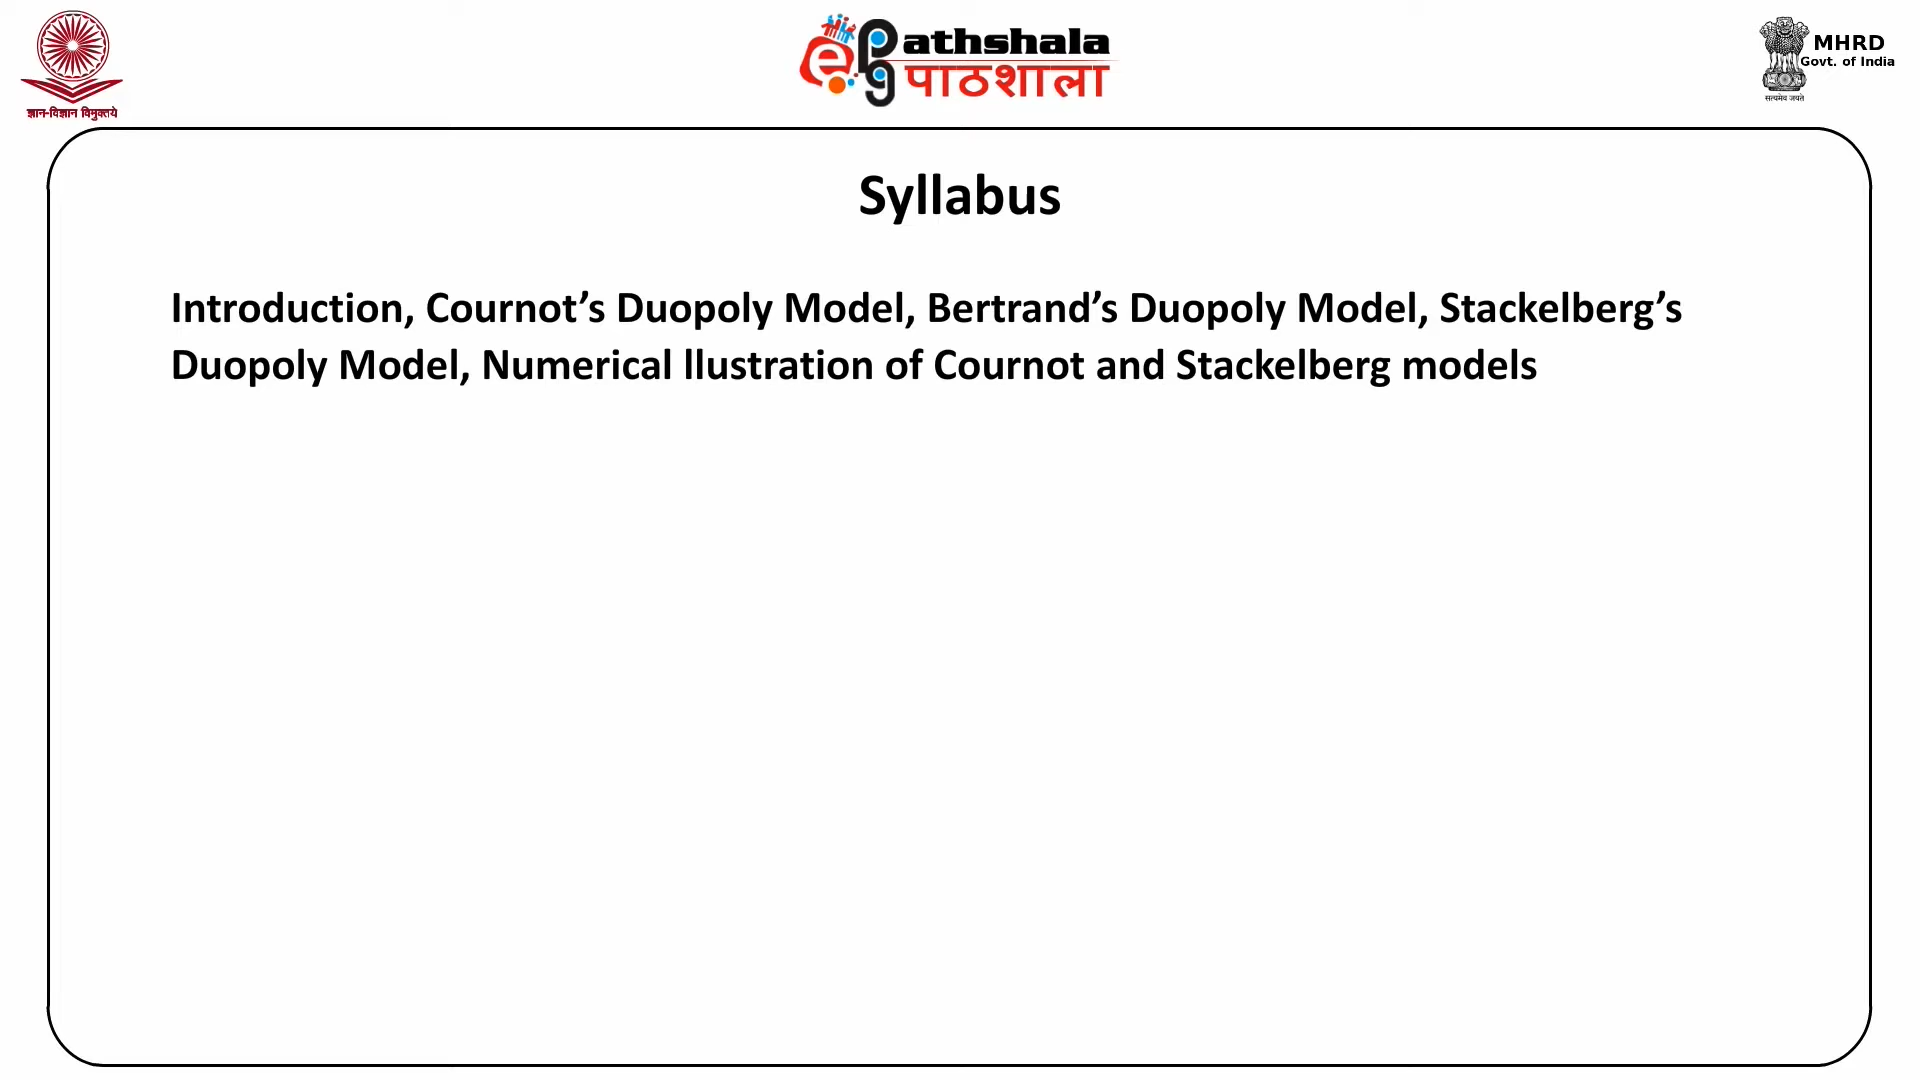 ज्ञान-विज्ञान विमुक्तये
e pg athshala
पाठशाला
MHRD
Govt. of India
सत्यमेव जयते
Syllabus
Introduction, Cournot’s Duopoly Model, Bertrand’s Duopoly Model, Stackelberg’s
Duopoly Model, Numerical llustration of Cournot and Stackelberg models